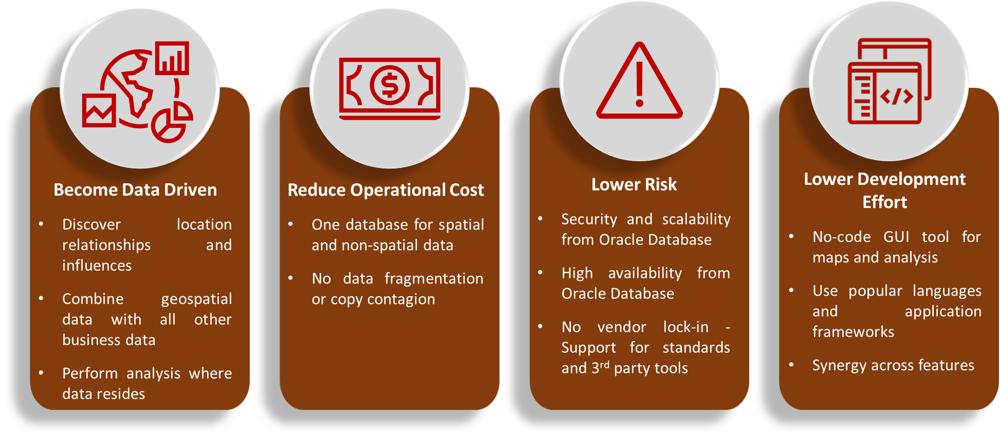 Become Data Driven
• Discover location
relationships and
influences
• Combine geospatial
data with all other
business data
• Perform analysis where
data resides
Reduce Operational Cost
• One database for spatial
and non-spatial data
• No data fragmentation
or copy contagion
Lower Risk
• Security and scalability
from Oracle Database
• High availability from
Oracle Database
• No vendor lock-in -
Support for standards
and 3rd party tools
Lower Development
Effort
• No-code GUI tool for
maps and analysis
• Use popular languages
and application
frameworks
• Synergy across features